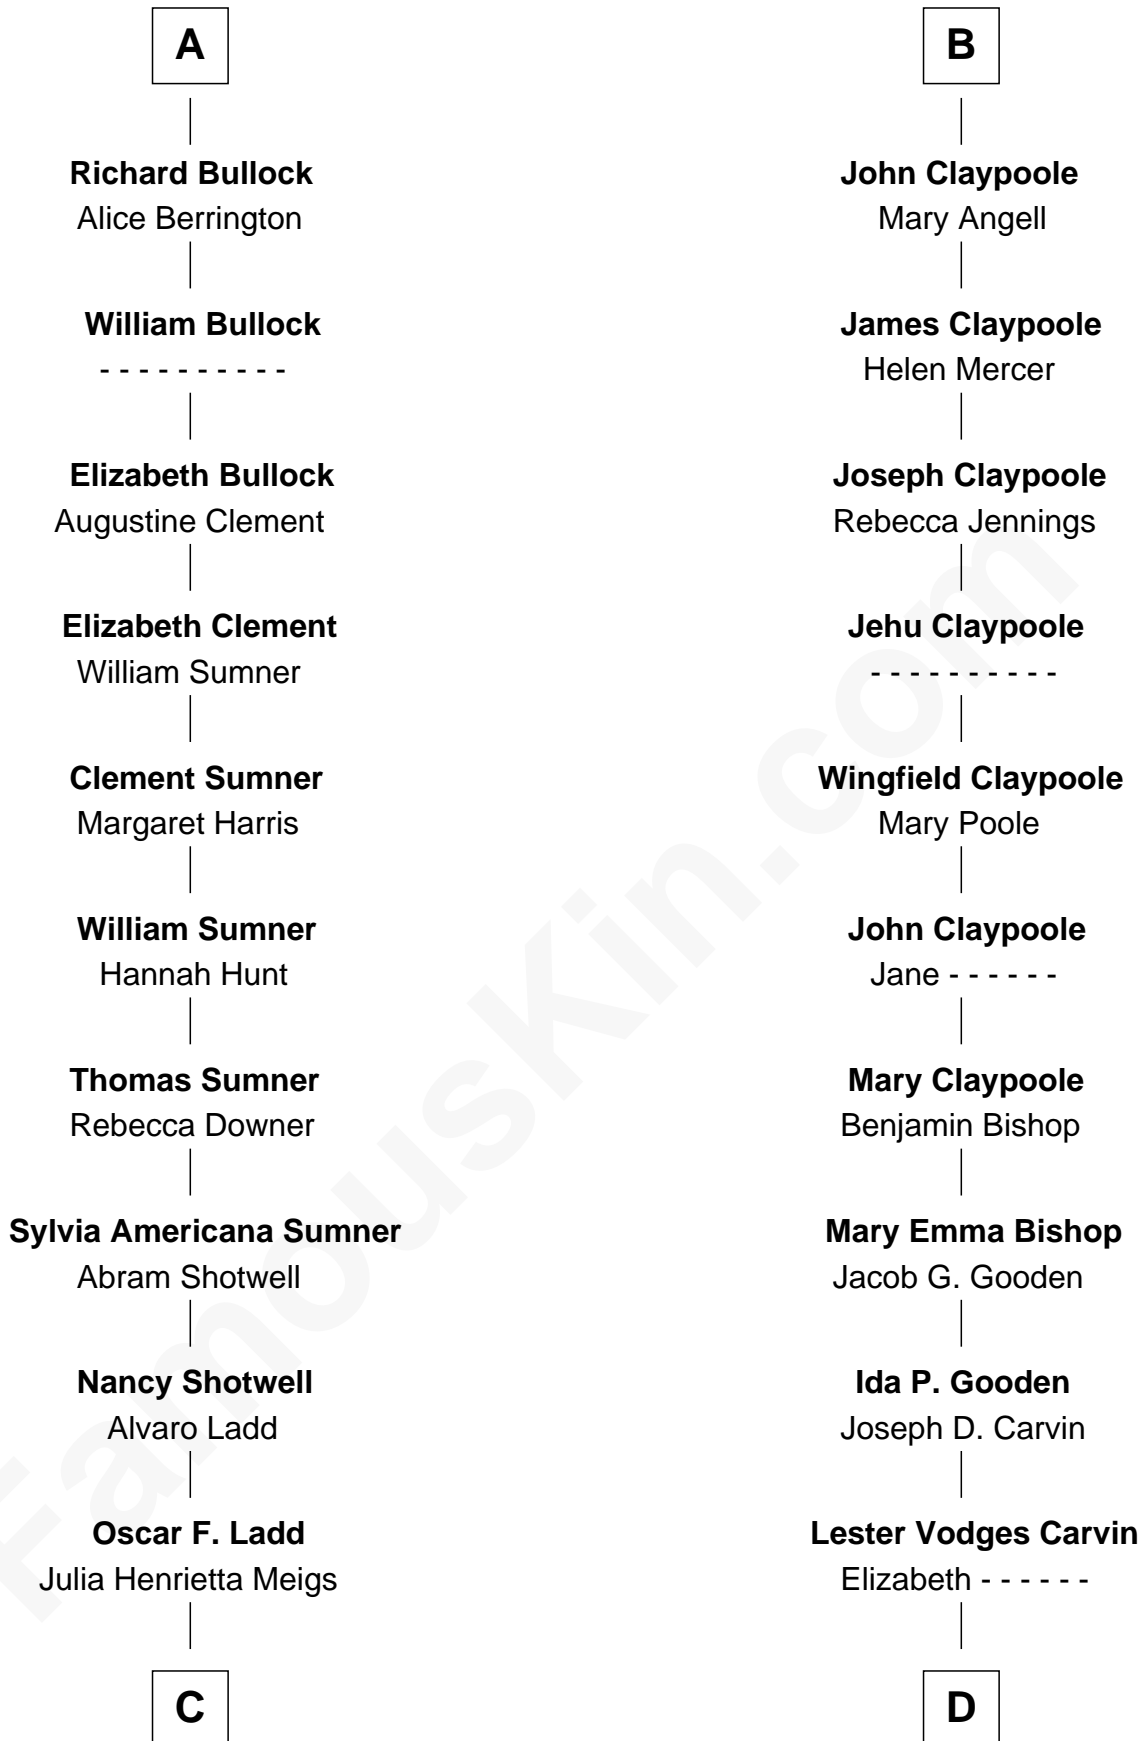 A
Richard Bullock
Alice Berrington
William Bullock
- - - - - - - - - -
Elizabeth Bullock
Augustine Clement
Elizabeth Clement
William Sumner
Clement Sumner
Margaret Harris
William Sumner
Hannah Hunt
Thomas Sumner
Rebecca Downer
Sylvia Americana Sumner
Abram Shotwell
Nancy Shotwell
Alvaro Ladd
Oscar F. Ladd
Julia Henrietta Meigs
C
B
John Claypoole
Mary Angell
James Claypoole
Helen Mercer
Joseph Claypoole
Rebecca Jennings
Jehu Claypoole
- - - - - - - - - -
Wingfield Claypoole
Mary Poole
John Claypoole
Jane - - - - - -
Mary Claypoole
Benjamin Bishop
Mary Emma Bishop
Jacob G. Gooden
Ida P. Gooden
Joseph D. Carvin
Lester Vodges Carvin
Elizabeth - - - - - -
D
FamousKin.com